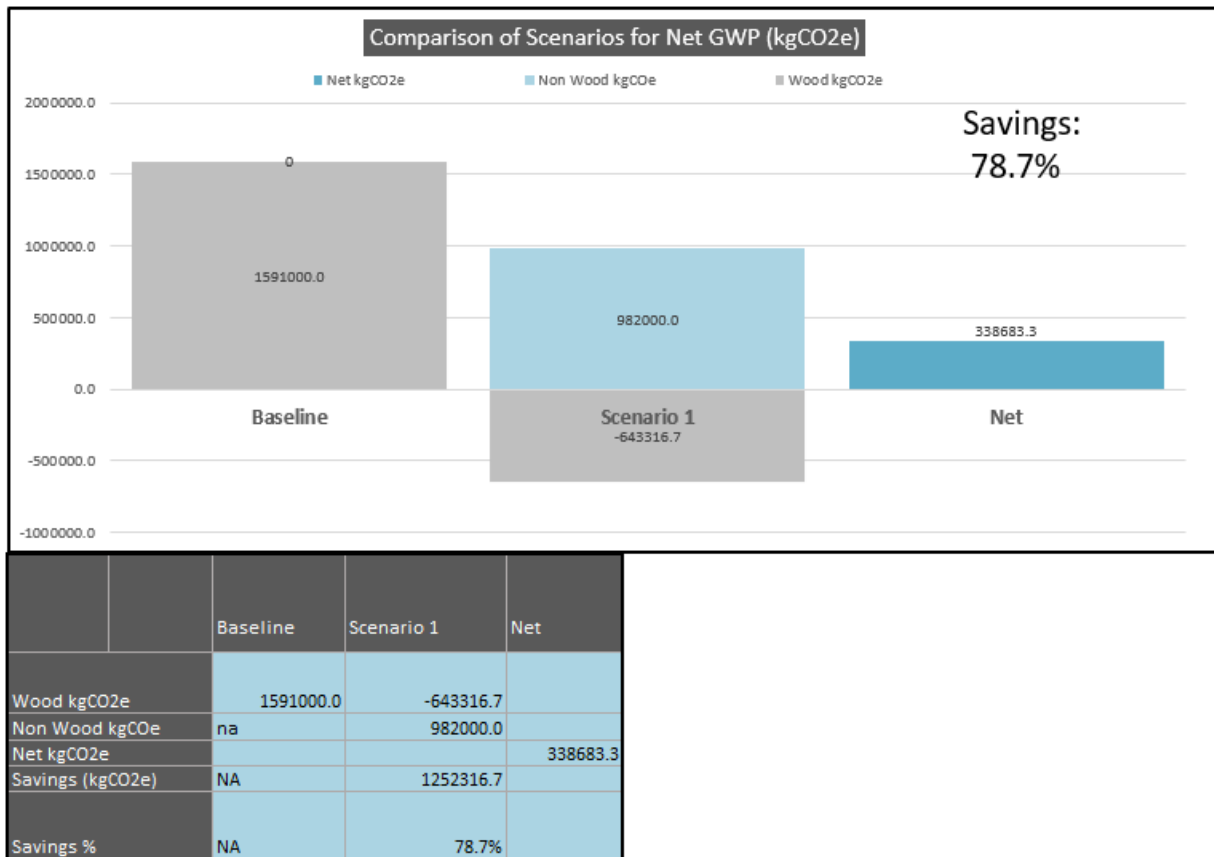 Comparison of Scenarios for Net GWP (kgCO2e)
Net kgCO2e Non Wood kgCOe Wood kgCO2e
Savings:
78.7%
2000000.0
1500000.0
1000000.0
500000.0
0.0
-500000.0
-1000000.0
0
1591000.0
982000.0
338683.3
Baseline Scenario 1 Net
-643316.7
Baseline Scenario 1 Net
Wood kgCO2e 1591000.0 -643316.7
Non Wood kgCOe na 982000.0
Net kgCO2e 338683.3
Savings (kgCO2e) NA 1252316.7
Savings % NA 78.7%